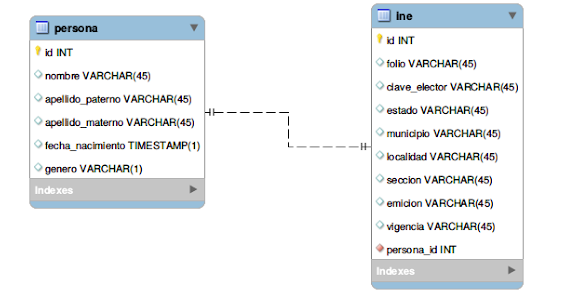 persona
id INT
nombre VARCHAR(45)
apellido_paterno VARCHAR(45)
apellido_materno VARCHAR(45)
fecha_nacimiento TIMESTAMP(1)
genero VARCHAR(1)
Indexes
Ine
id INT
folio VARCHAR(45)
clave_elector VARCHAR(45)
estado VARCHAR(45)
municipio VARCHAR(45)
localidad VARCHAR(45)
seccion VARCHAR(45)
emicion VARCHAR(45)
vigencia VARCHAR(45)
persona_id INT
Indexes